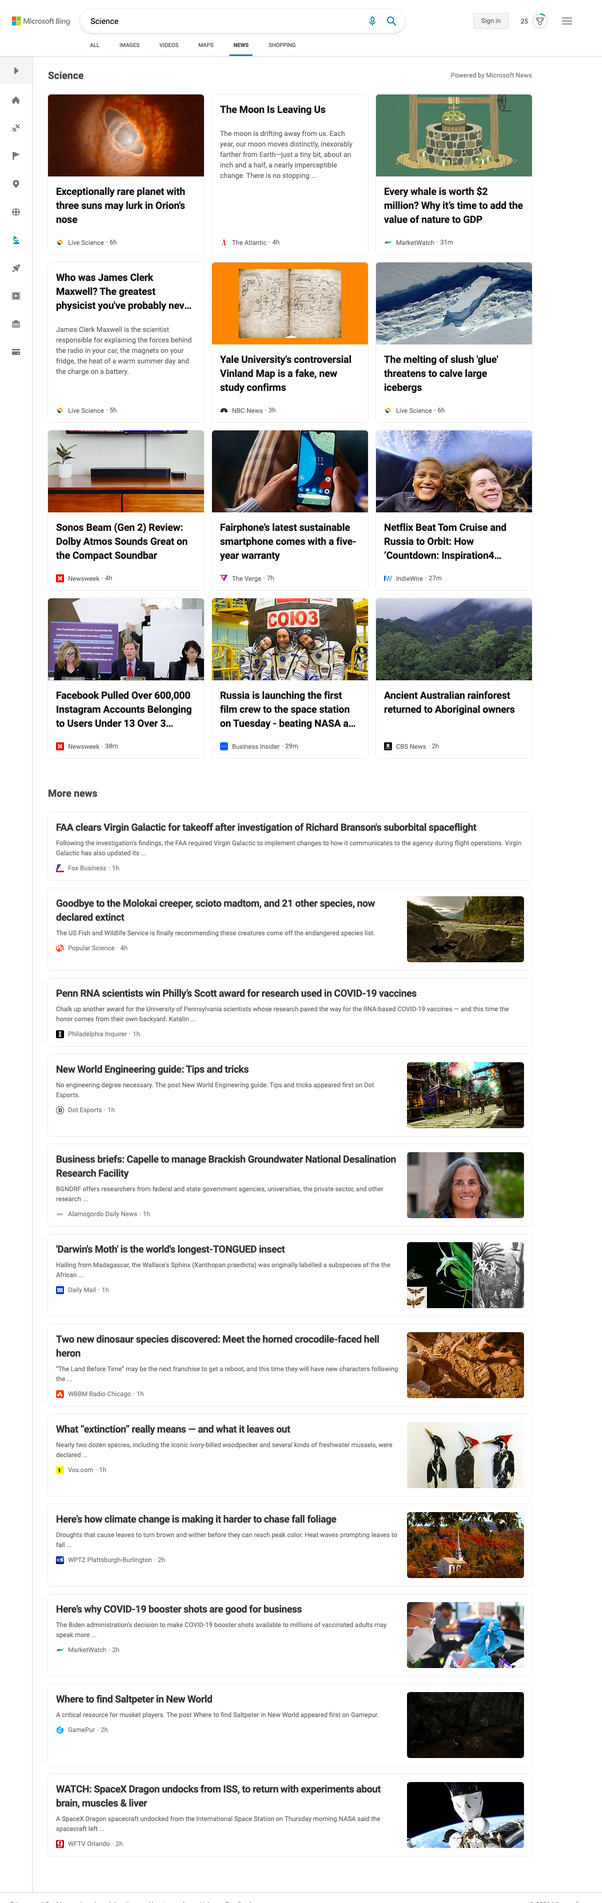 Microsoft Bing
Science
Sign in
25
ALL
IMAGES
VIDEOS
MAPS
NEWS
SHOPPING
Science
Powered by Microsoft News
Exceptionally rare planet with
three suns may lurk in Orion's
nose
Live Science · 6h
The Moon Is Leaving Us
The moon is drifting away from us. Each
year, our moon moves distinctly, inexorably
farther from Earth—just a tiny bit, about an
inch and a half, a nearly imperceptible
change. There is no stopping ...
The Atlantic · 4h
Every whale is worth $2
million? Why it's time to add the
value of nature to GDP
MarketWatch · 31m
Who was James Clerk
Maxwell? The greatest
physicist you've probably nev...
James Clerk Maxwell is the scientist
responsible for explaining the forces behind
the radio in your car, the magnets on your
fridge, the heat of a warm summer day and
the charge on a battery.
Live Science · 5h
Yale University's controversial
Vinland Map is a fake, new
study confirms
NBC News · 3h
The melting of slush 'glue'
threatens to calve large
icebergs
Live Science · 6h
Sonos Beam (Gen 2) Review:
Dolby Atmos Sounds Great on
the Compact Soundbar
Newsweek · 4h
Fairphone's latest sustainable
smartphone comes with a five-
year warranty
The Verge · 7h
Netflix Beat Tom Cruise and
Russia to Orbit: How
'Countdown: Inspiration4...
IndieWire · 27m
Facebook Pulled Over 600,000
Instagram Accounts Belonging
to Users Under 13 Over 3...
Newsweek · 38m
СОЮЗ
Russia is launching the first
film crew to the space station
on Tuesday - beating NASA a...
Business Insider · 29m
Ancient Australian rainforest
returned to Aboriginal owners
CBS News · 2h
More news
FAA clears Virgin Galactic for takeoff after investigation of Richard Branson's suborbital spaceflight
Following the investigation's findings, the FAA required Virgin Galactic to implement changes to how it communicates to the agency during flight operations. Virgin
Galactic has also updated its ...
Fox Business · 1h
Goodbye to the Molokai creeper, scioto madtom, and 21 other species, now
declared extinct
The US Fish and Wildlife Service is finally recommending these creatures come off the endangered species list.
Popular Science · 4h
Penn RNA scientists win Philly's Scott award for research used in COVID-19 vaccines
Chalk up another award for the University of Pennsylvania scientists whose research paved the way for the RNA-based COVID-19 vaccines — and this time the
honor comes from their own backyard. Katalin ...
Philadelphia Inquirer · 1h
New World Engineering guide: Tips and tricks
No engineering degree necessary. The post New World Engineering guide: Tips and tricks appeared first on Dot
Esports.
Dot Esports · 1h
Business briefs: Capelle to manage Brackish Groundwater National Desalination
Research Facility
BGNDRF offers researchers from federal and state government agencies, universities, the private sector, and other
research ...
Alamogordo Daily News · 1h
'Darwin's Moth' is the world's longest-TONGUED insect
Hailing from Madagascar, the Wallace's Sphinx (Xanthopan praedicta) was originally labelled a subspecies of the the
African ...
Daily Mail · 1h
Two new dinosaur species discovered: Meet the horned crocodile-faced hell
heron
"The Land Before Time" may be the next franchise to get a reboot, and this time they will have new characters following
the ...
WBBM Radio Chicago · 1h
What "extinction" really means — and what it leaves out
Nearly two dozen species, including the iconic ivory-billed woodpecker and several kinds of freshwater mussels, were
declared ...
Vox.com · 1h
Here's how climate change is making it harder to chase fall foliage
Droughts that cause leaves to turn brown and wither before they can reach peak color. Heat waves prompting leaves to
fall ...
WPTZ Plattsburgh-Burlington · 2h
Here's why COVID-19 booster shots are good for business
The Biden administration's decision to make COVID-19 booster shots available to millions of vaccinated adults may
speak more ...
MarketWatch · 2h
Where to find Saltpeter in New World
A critical resource for musket players. The post Where to find Saltpeter in New World appeared first on Gamepur.
GamePur · 2h
WATCH: SpaceX Dragon undocks from ISS, to return with experiments about
brain, muscles & liver
A SpaceX Dragon spacecraft undocked from the International Space Station on Thursday morning.NASA said the
spacecraft left ...
WFTV Orlando · 2h